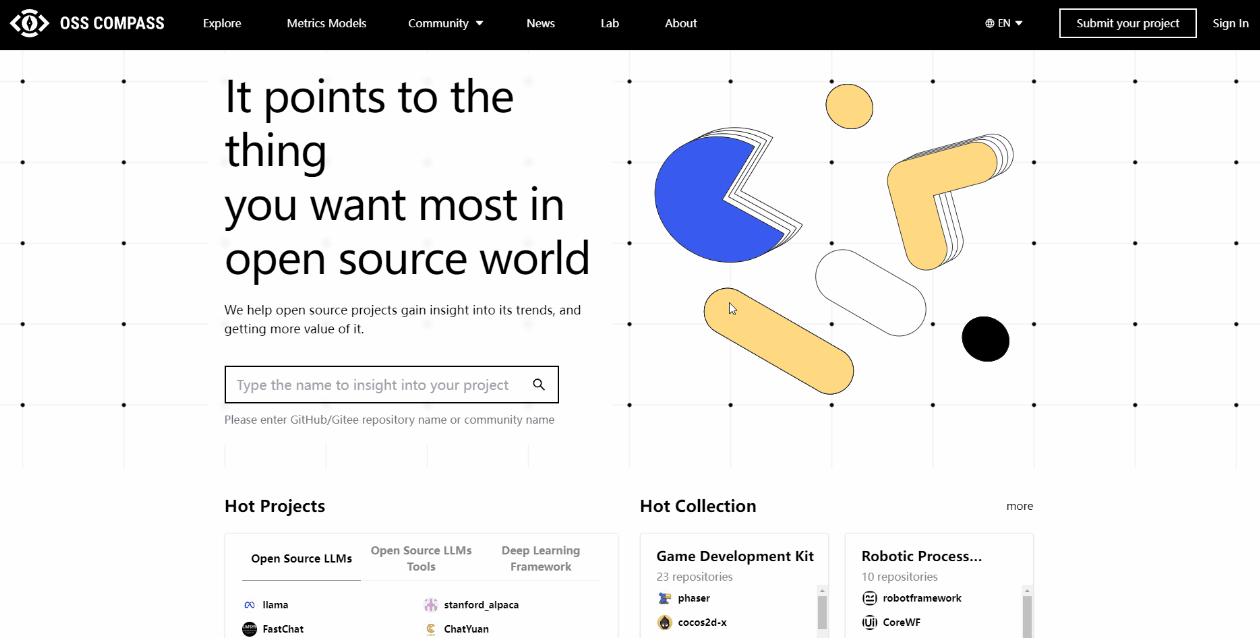 OSS COMPASS
Explore
Metrics Models
Community
News
Lab
About
EN
Submit your project
Sign In
It points to the
thing
you want most in
open source world
We help open source projects gain insight into its trends, and
getting more value of it.
Type the name to insight into your project
Please enter GitHub/Gitee repository name or community name
Hot Projects
Open Source LLMs
Open Source LLMs
Tools
Deep Learning
Framework
llama
stanford_alpaca
FastChat
ChatYuan
Hot Collection
more
Game Development Kit
23 repositories
phaser
cocos2d-x
Robotic Process...
10 repositories
robotframework
CoreWF